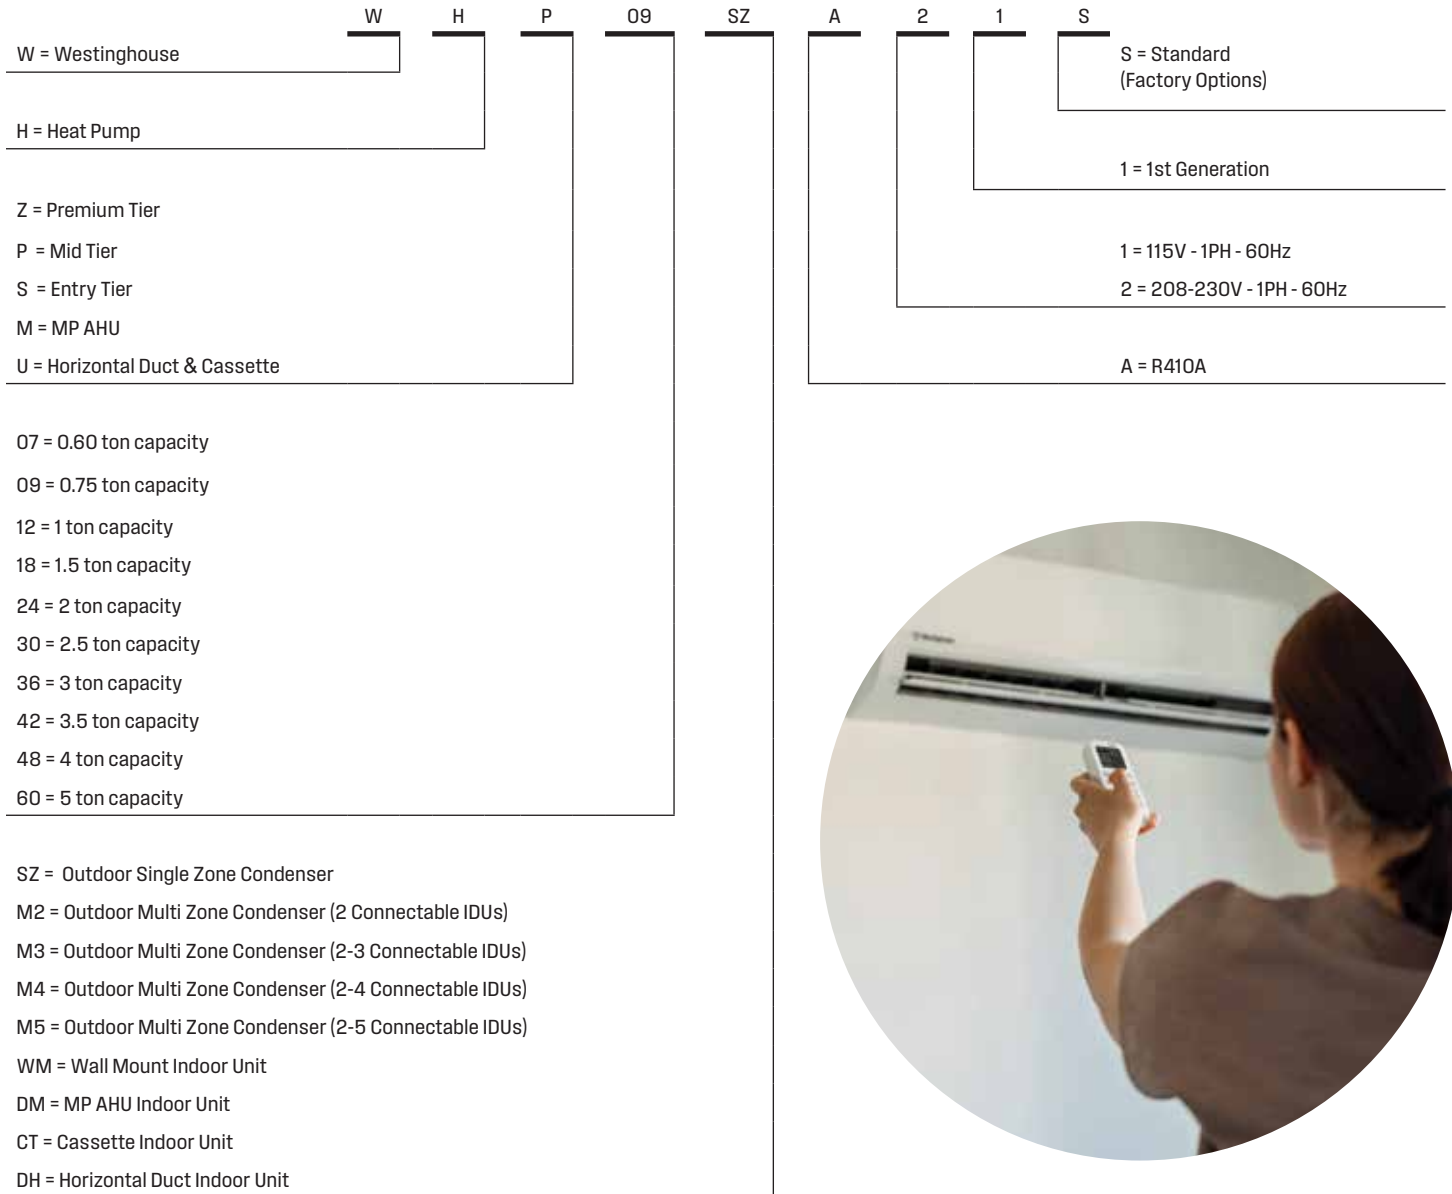 W H P 09 SZ A 2 1 S
W = Westinghouse
H = Heat Pump
Z = Premium Tier
P = Mid Tier
S = Entry Tier
M = MP AHU
U = Horizontal Duct & Cassette
07 = 0.60 ton capacity
09 = 0.75 ton capacity
12 = 1 ton capacity
18 = 1.5 ton capacity
24 = 2 ton capacity
30 = 2.5 ton capacity
36 = 3 ton capacity
42 = 3.5 ton capacity
48 = 4 ton capacity
60 = 5 ton capacity
SZ = Outdoor Single Zone Condenser
M2 = Outdoor Multi Zone Condenser (2 Connectable IDUs)
M3 = Outdoor Multi Zone Condenser (2-3 Connectable IDUs)
M4 = Outdoor Multi Zone Condenser (2-4 Connectable IDUs)
M5 = Outdoor Multi Zone Condenser (2-5 Connectable IDUs)
WM = Wall Mount Indoor Unit
DM = MP AHU Indoor Unit
CT = Cassette Indoor Unit
DH = Horizontal Duct Indoor Unit
S = Standard
(Factory Options)
1 = 1st Generation
1 = 115V - 1PH - 60Hz
2 = 208-230V - 1PH - 60Hz
A = R410A